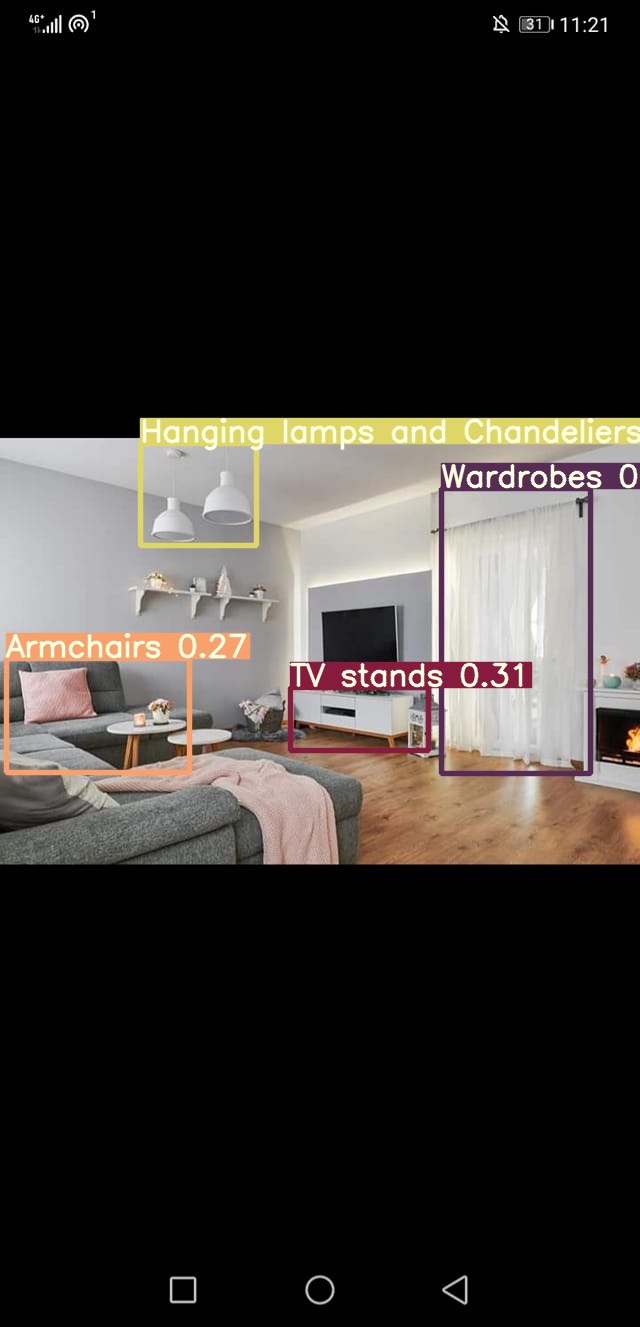 4G+ 1 31 11:21
Hanging lamps and Chandeliers
Wardrobes 0
Armchairs 0.27
TV stands 0.31